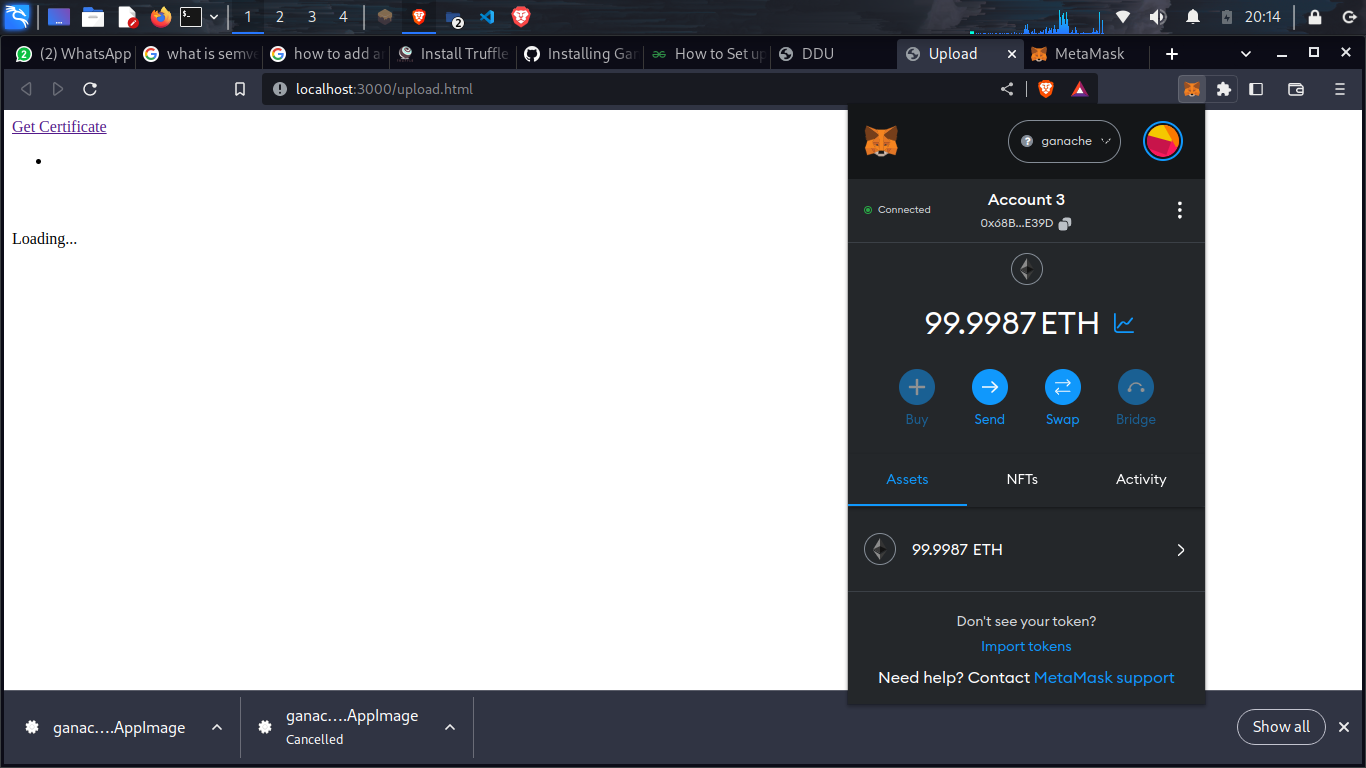 1 2 3 4 2 20:14
(2) WhatsApp what is semve how to add an Install Truffle Installing Gan How to Set up DDU Upload MetaMask
localhost:3000/upload.html
Get Certificate
Loading...
ganache
Connected
Account 3
0x68B...E39D
99.9987 ETH
Buy Send Swap Bridge
Assets NFTs Activity
99.9987 ETH
Don't see your token?
Import tokens
Need help? Contact MetaMask support
ganac….AppImage ganac….AppImage Show all
Cancelled